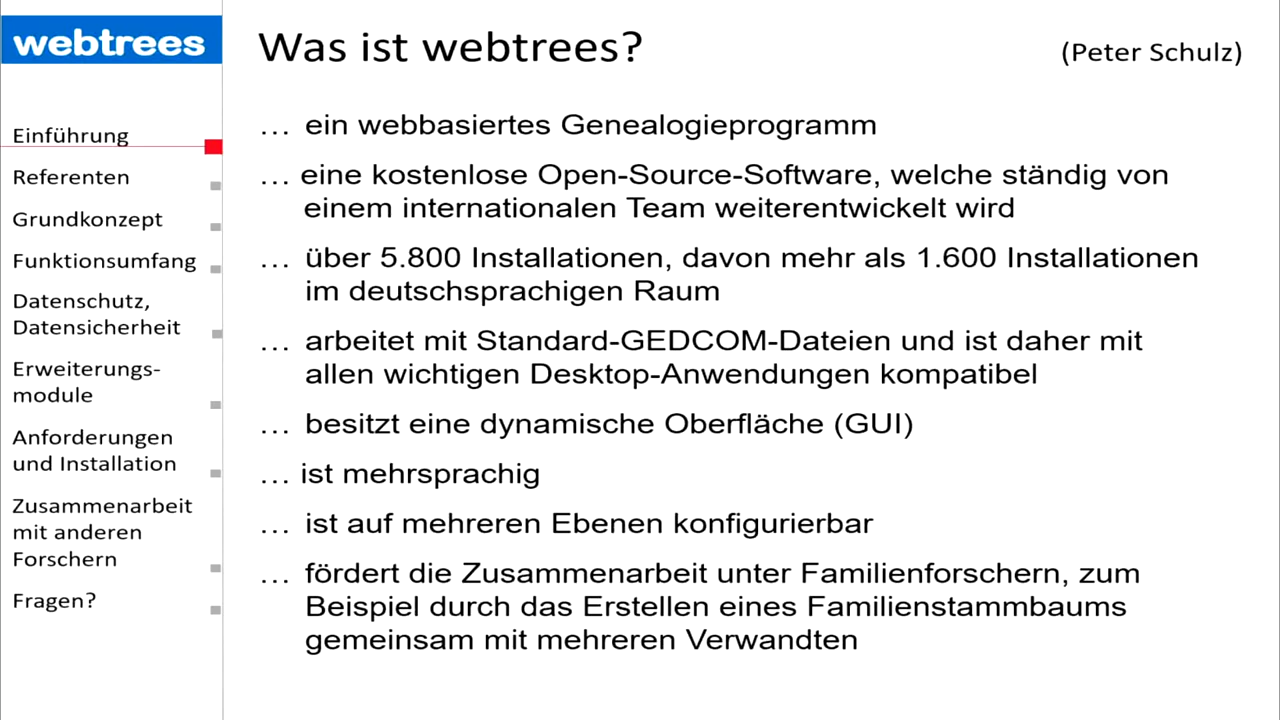 webtrees
Einführung
Referenten
Grundkonzept
Funktionsumfang
Datenschutz,
Datensicherheit
Erweiterungs-
module
Anforderungen
und Installation
Zusammenarbeit
mit anderen
Forschern
Fragen?
Was ist webtrees?
(Peter Schulz)
… ein webbasiertes Genealogieprogramm
… eine kostenlose Open-Source-Software, welche ständig von
einem internationalen Team weiterentwickelt wird
… über 5.800 Installationen, davon mehr als 1.600 Installationen
im deutschsprachigen Raum
… arbeitet mit Standard-GEDCOM-Dateien und ist daher mit
allen wichtigen Desktop-Anwendungen kompatibel
… besitzt eine dynamische Oberfläche (GUI)
… ist mehrsprachig
… ist auf mehreren Ebenen konfigurierbar
… fördert die Zusammenarbeit unter Familienforschern, zum
Beispiel durch das Erstellen eines Familienstammbaums
gemeinsam mit mehreren Verwandten